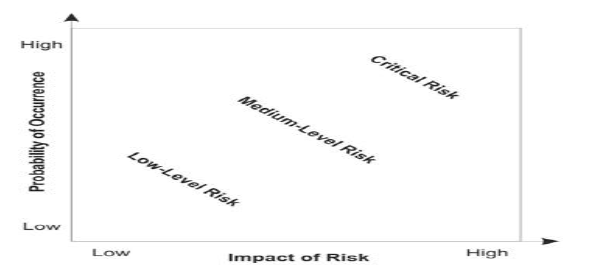 High
Critical Risk
Medium-Level Risk
Probability of Occurrence
Low-Level Risk
Low
Low
Impact of Risk
High